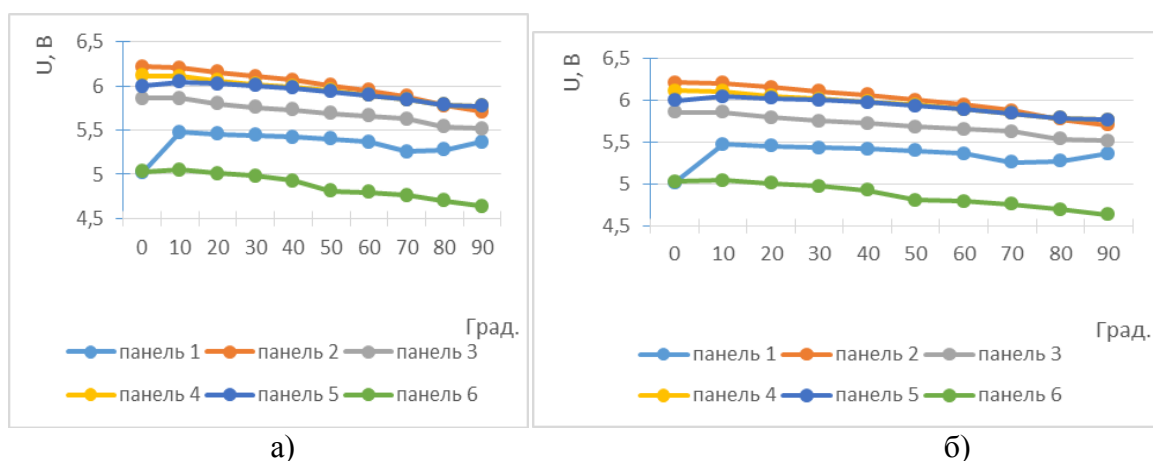 U, В
6,5
6
5,5
5
4,5
0 10 20 30 40 50 60 70 80 90
Град.
панель 1 панель 2 панель 3
панель 4 панель 5 панель 6
а)
U, В
6,5
6
5,5
5
4,5
0 10 20 30 40 50 60 70 80 90
Град.
панель 1 панель 2 панель 3
панель 4 панель 5 панель 6
б)